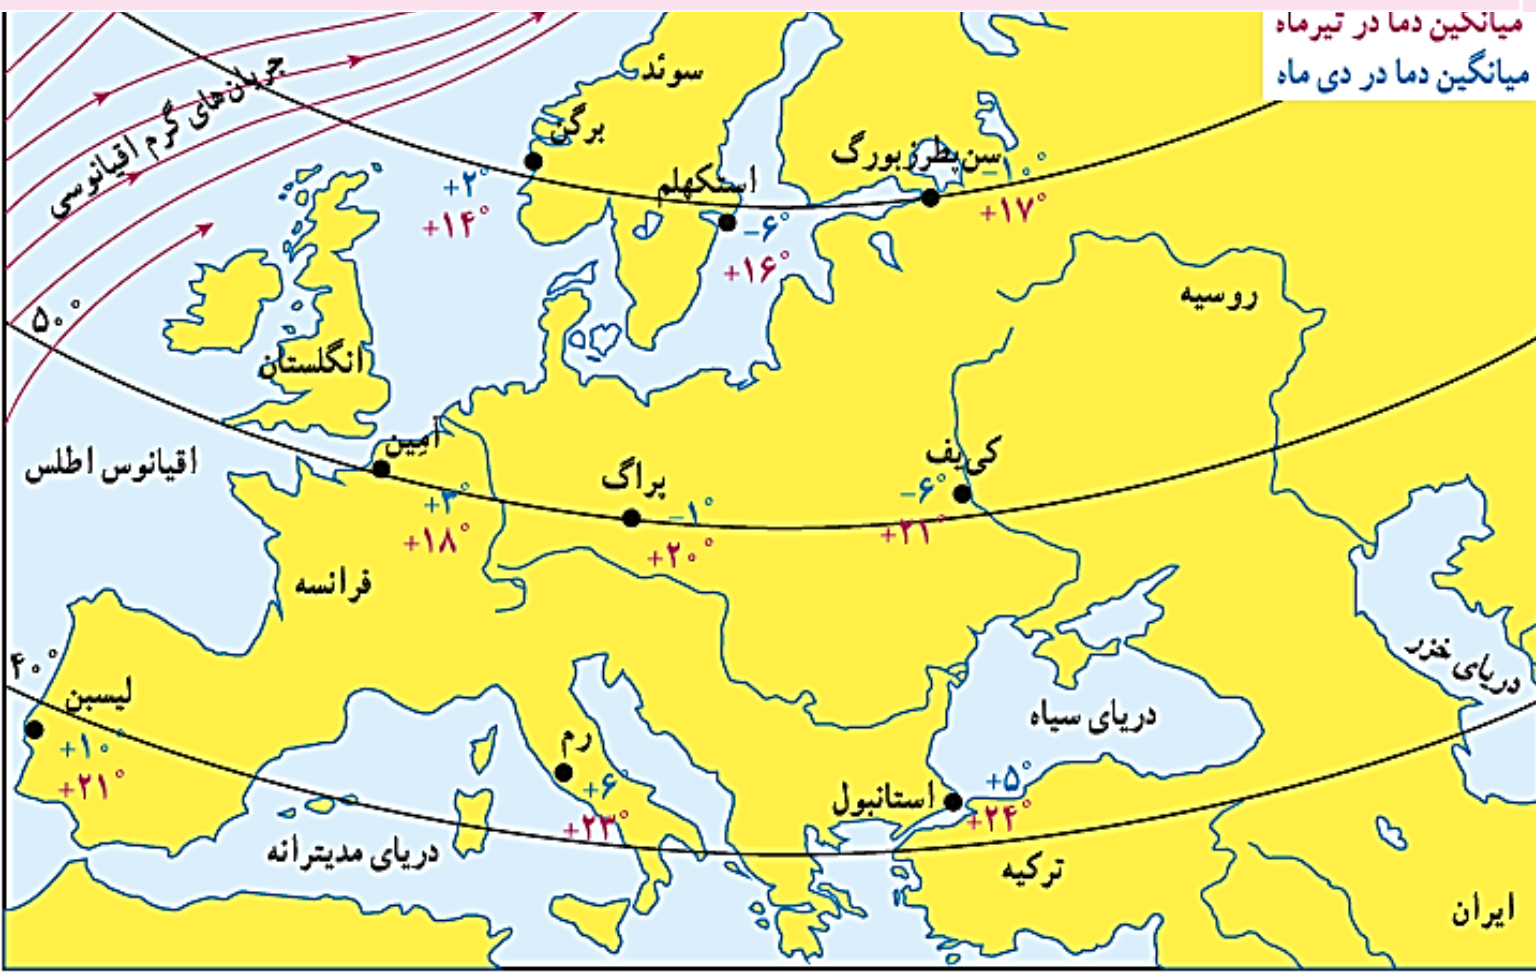 میانگین دما در تیرماه
میانگین دما در دی ماه
جریان‌های گرم اقیانوسی
سوئد
برگن
+۲°
+۱۴°
استکهلم
-۶°
+۱۶°
سن‌پطرزبورگ
-۱۰°
+۱۷°
روسیه
۵۰°
انگلستان
اقیانوس اطلس
آمِین
+۳°
+۱۸°
پراگ
-۱°
+۲۰°
کی‌یف
-۶°
+۲۱°
فرانسه
۴۰°
لیسبن
+۱۰°
+۲۱°
رم
+۶°
+۲۳°
دریای سیاه
دریای خزر
استانبول
+۵°
+۲۴°
دریای مدیترانه
ترکیه
ایران